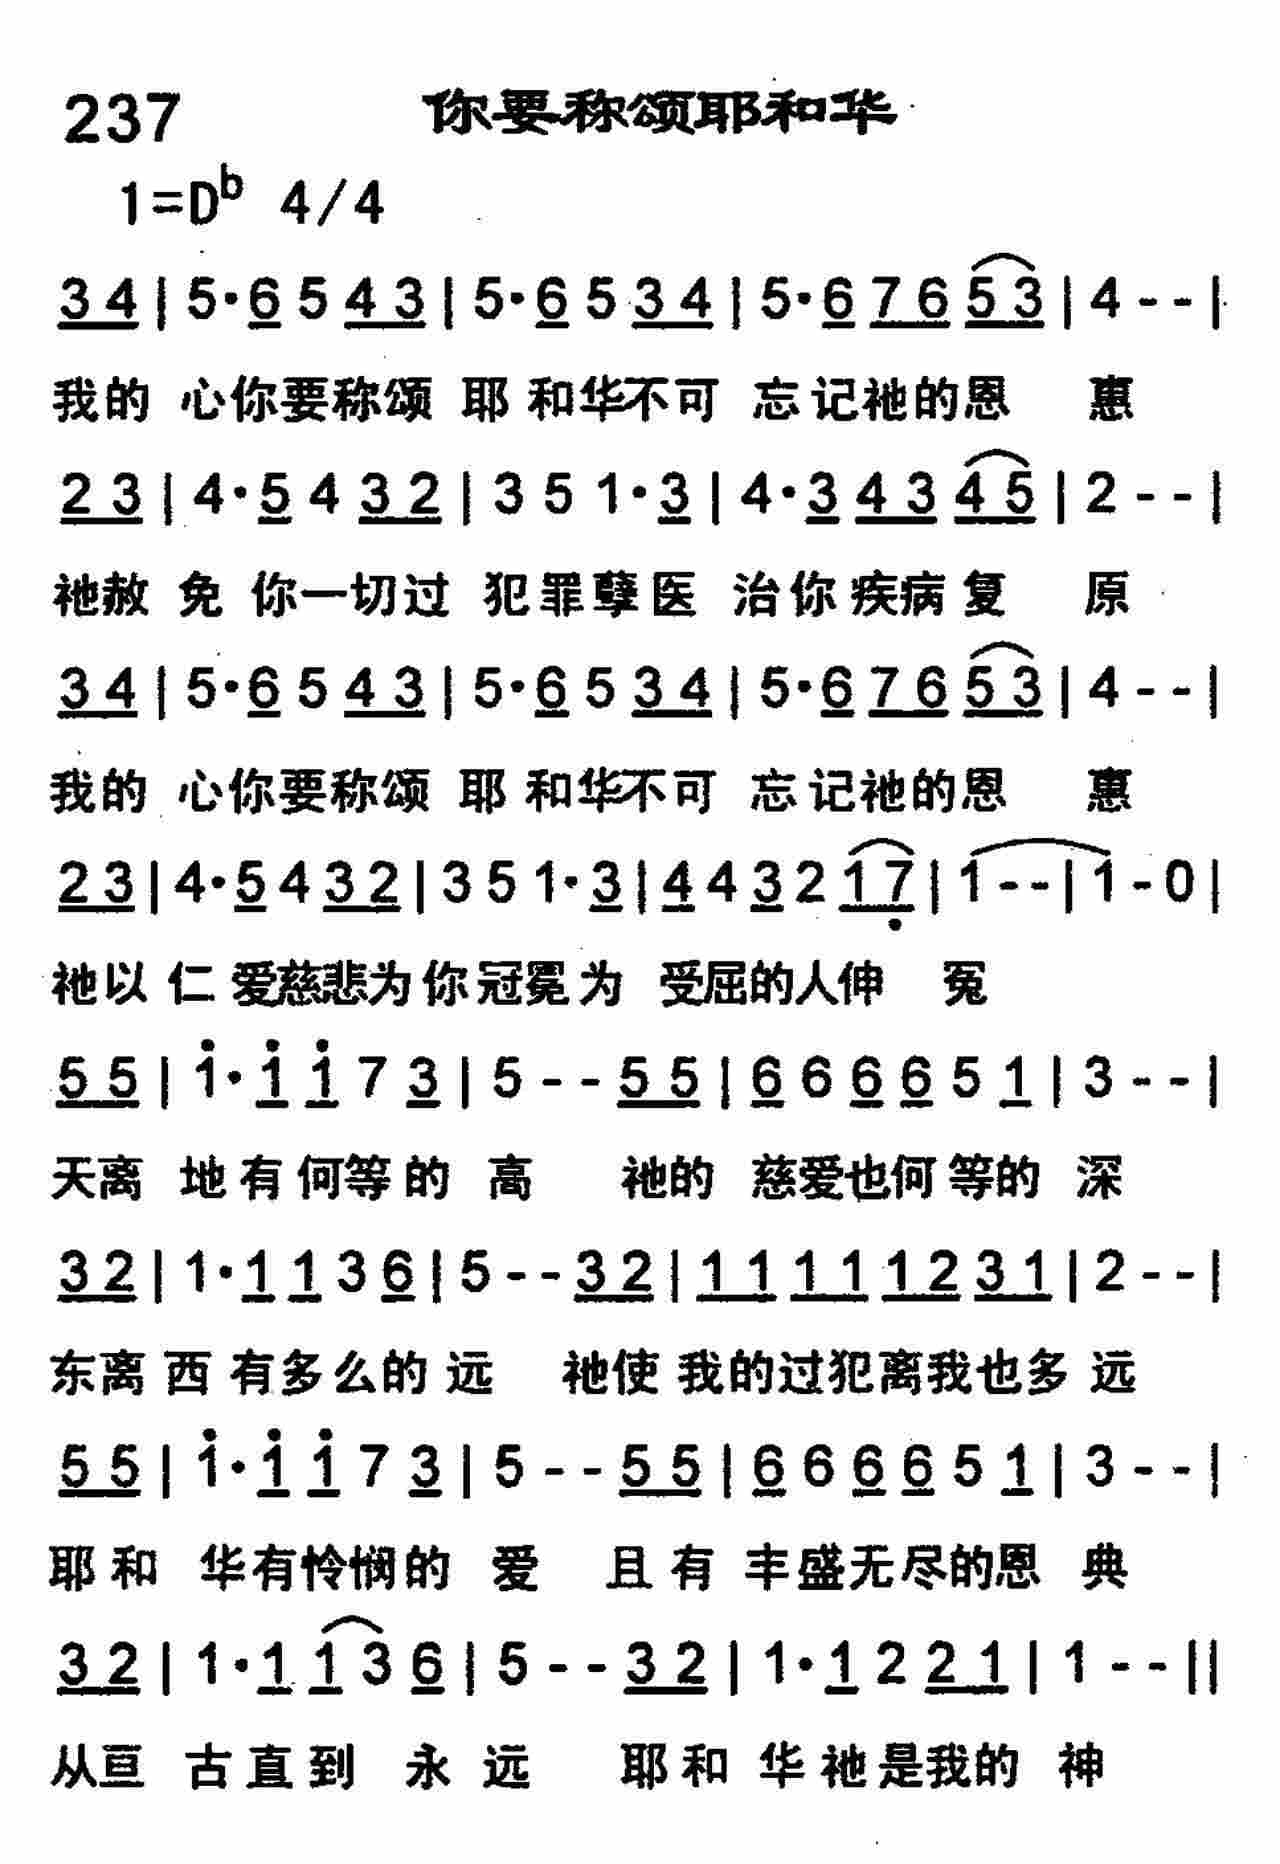 237 你要称颂耶和华
1=Db 4/4
3 4 | 5·6 5 4 3 | 5·6 5 3 4 | 5·6 7 6 5 3 | 4 - - |
我的 心你要称颂 耶 和华不可 忘记祂的恩 惠
2 3 | 4·5 4 3 2 | 3 5 1·3 | 4·3 4 3 4 5 | 2 - - |
祂赦 免 你一切过 犯罪孽医 治你疾病复 原
3 4 | 5·6 5 4 3 | 5·6 5 3 4 | 5·6 7 6 5 3 | 4 - - |
我的 心你要称颂 耶 和华不可 忘记祂的恩 惠
2 3 | 4·5 4 3 2 | 3 5 1·3 | 4 4 3 2 1 7 | 1 - - | 1 - 0 |
祂以 仁 爱慈悲为你冠冕为 受屈的人伸 冤
5 5 | 1·1 1 7 3 | 5 - - 5 5 | 6 6 6 6 5 1 | 3 - - |
天离 地有何等的 高 祂的 慈爱也何等的 深
3 2 | 1·1 1 3 6 | 5 - - 3 2 | 1 1 1 1 1 2 3 1 | 2 - - |
东离 西 有多么的 远 祂使 我的过犯离我也多 远
5 5 | 1·1 1 7 3 | 5 - - 5 5 | 6 6 6 6 5 1 | 3 - - |
耶和 华有怜悯的 爱 且有 丰盛无尽的恩 典
3 2 | 1·1 1 3 6 | 5 - - 3 2 | 1·1 2 2 1 | 1 - - ||
从亘 古直到 永 远 耶和 华祂是我的 神